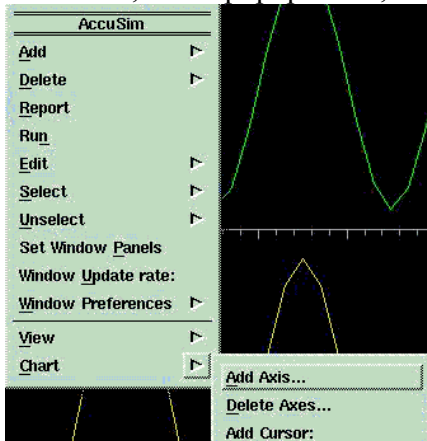 AccuSim
Add
Delete
Report
Run
Edit
Select
Unselect
Set Window Panels
Window Update rate:
Window Preferences
View
Chart
Add Axis...
Delete Axes...
Add Cursor: